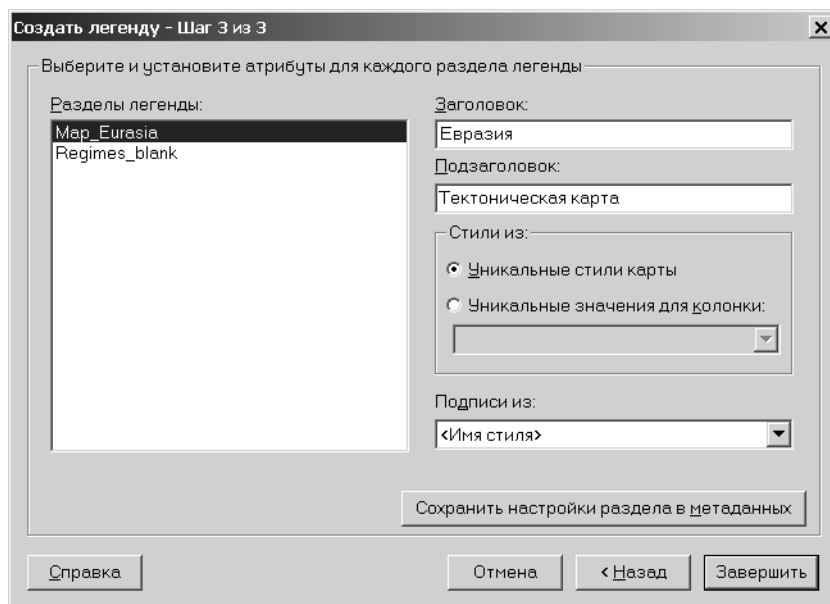 Создать легенду - Шаг 3 из 3
Выберите и установите атрибуты для каждого раздела легенды
Разделы легенды:
Map_Eurasia
Regimes_blank
Заголовок:
Евразия
Подзаголовок:
Тектоническая карта
Стили из:
Уникальные стили карты
Уникальные значения для колонки:
Подписи из:
<Имя стиля>
Сохранить настройки раздела в метаданных
Справка
Отмена
< Назад
Завершить